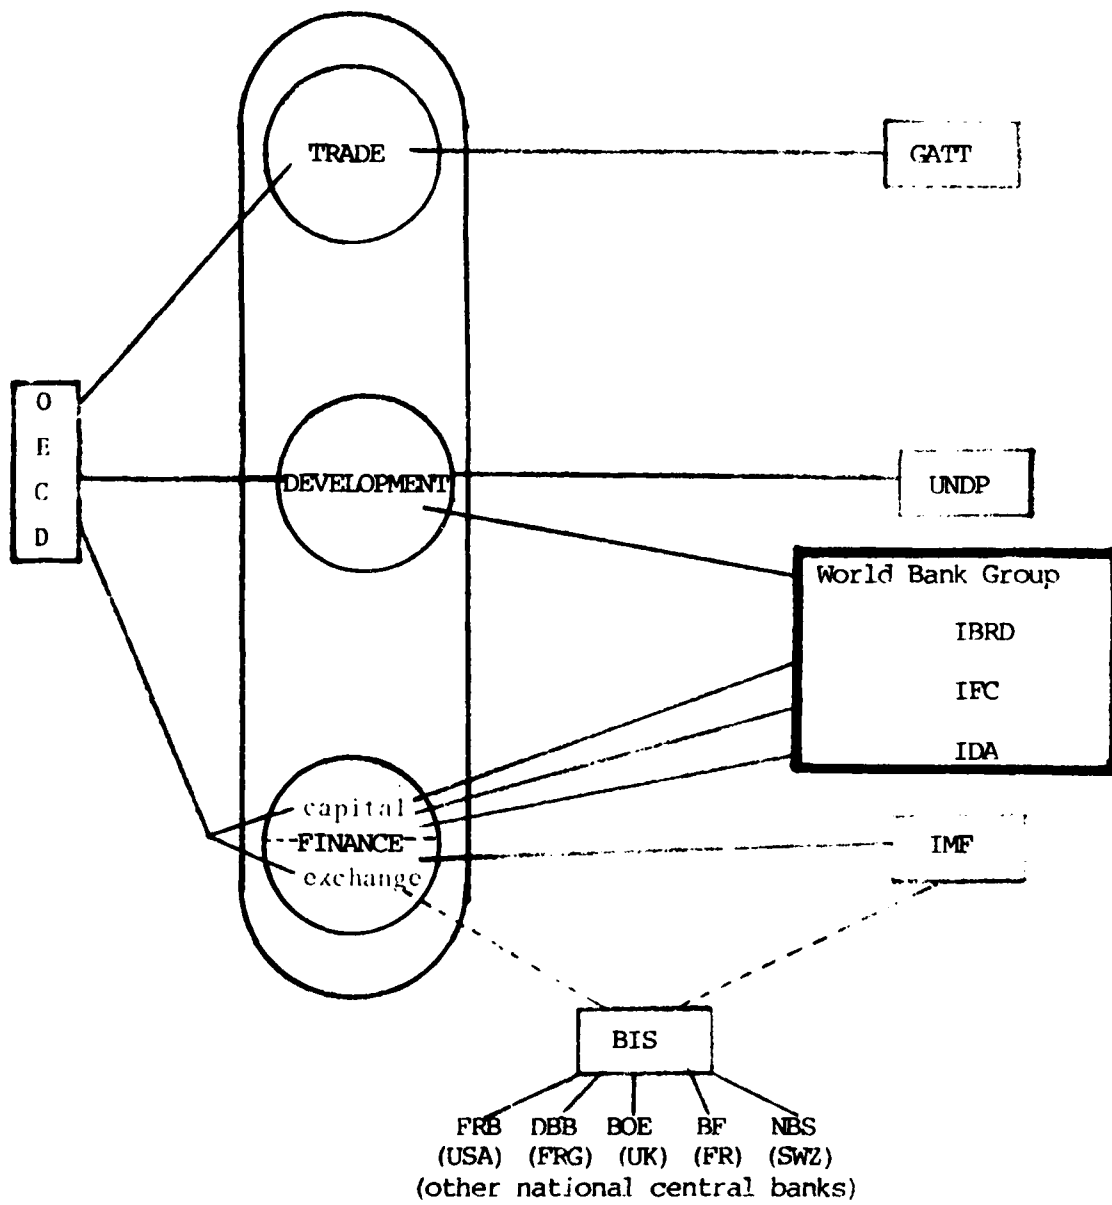 TRADE
GATT
O
E
C
D
DEVELOPMENT
UNDP
World Bank Group
IBRD
IFC
IDA
capital
FINANCE
exchange
IMF
BIS
FRB DBB BOE BF NBS
(USA) (FRG) (UK) (FR) (SWZ)
(other national central banks)